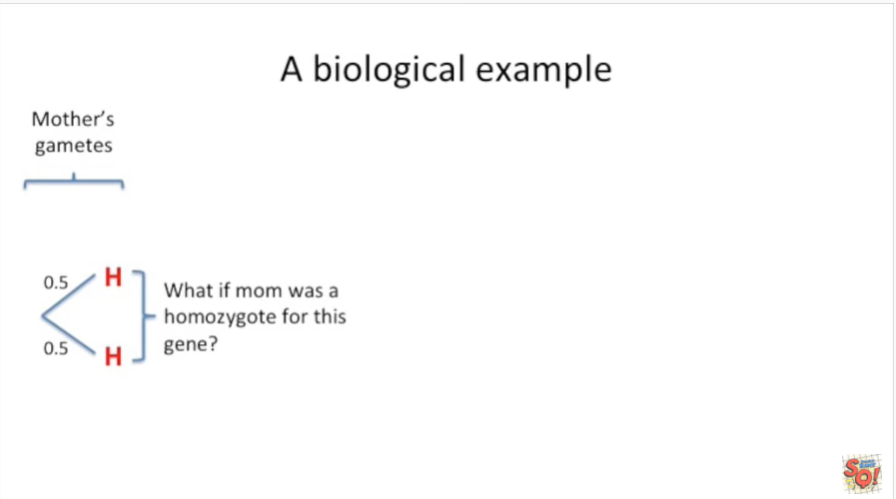 A biological example
Mother's
gametes
0.5
H
What if mom was a
homozygote for this
gene?
0.5
H